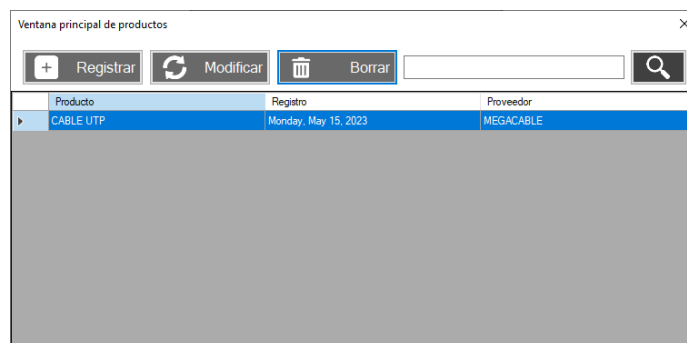 Ventana principal de productos
Registrar Modificar Borrar
Producto Registro Proveedor
CABLE UTP Monday, May 15, 2023 MEGACABLE